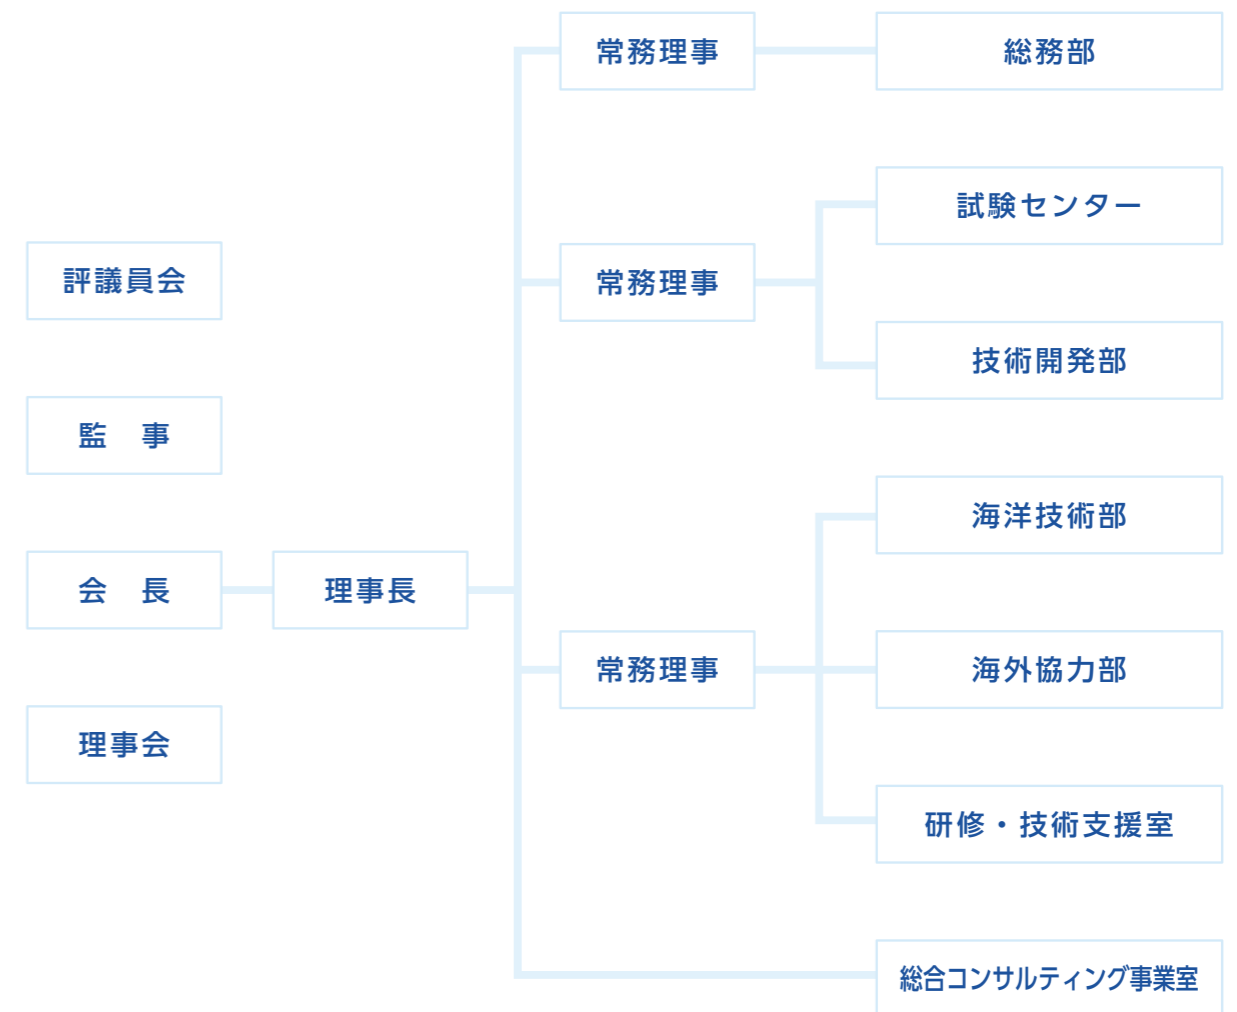 評議員会
監　事
会　長
理事会
理事長
常務理事
常務理事
常務理事
総務部
試験センター
技術開発部
海洋技術部
海外協力部
研修・技術支援室
総合コンサルティング事業室